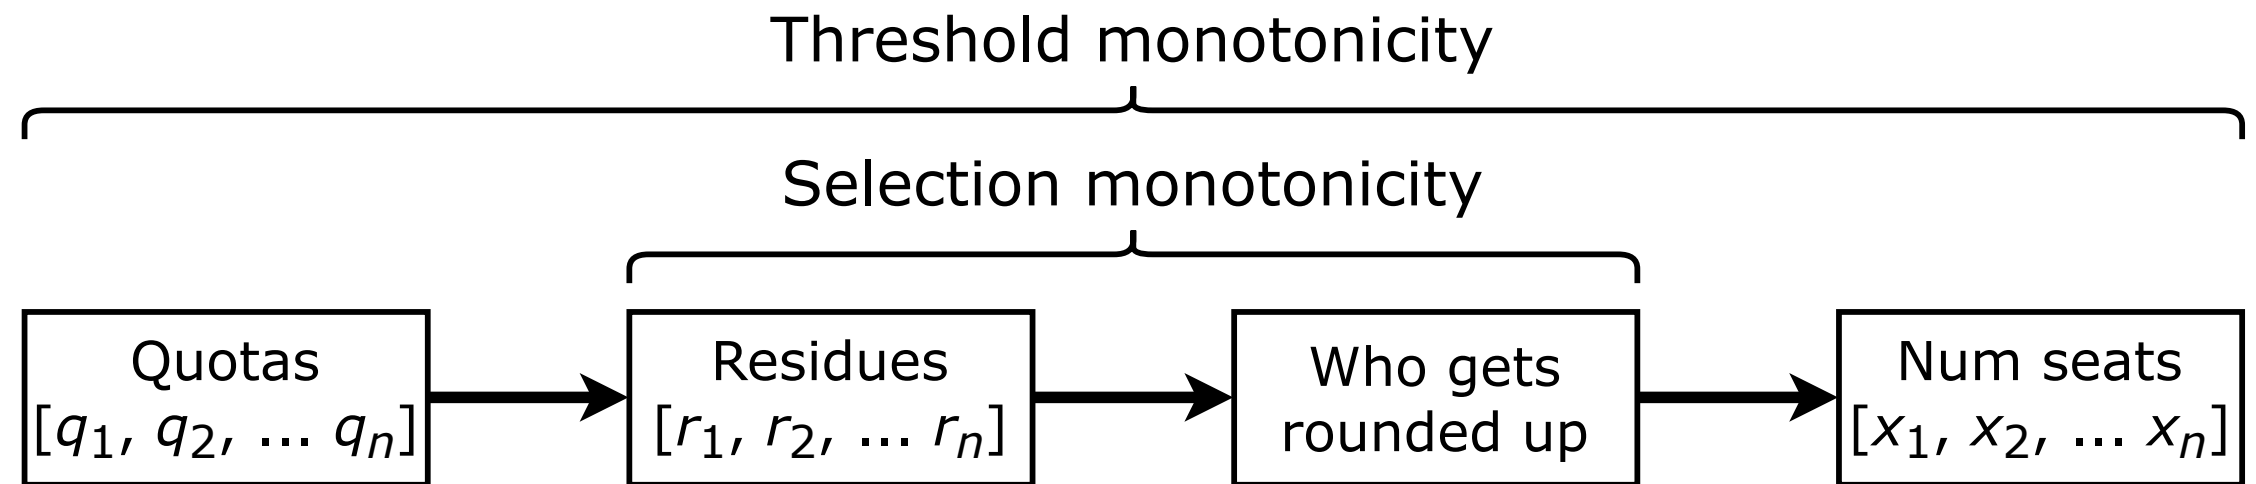 Threshold monotonicity
Selection monotonicity
Quotas
[q1, q2, ... qn]
Residues
[r1, r2, ... rn]
Who gets
rounded up
Num seats
[x1, x2, ... xn]